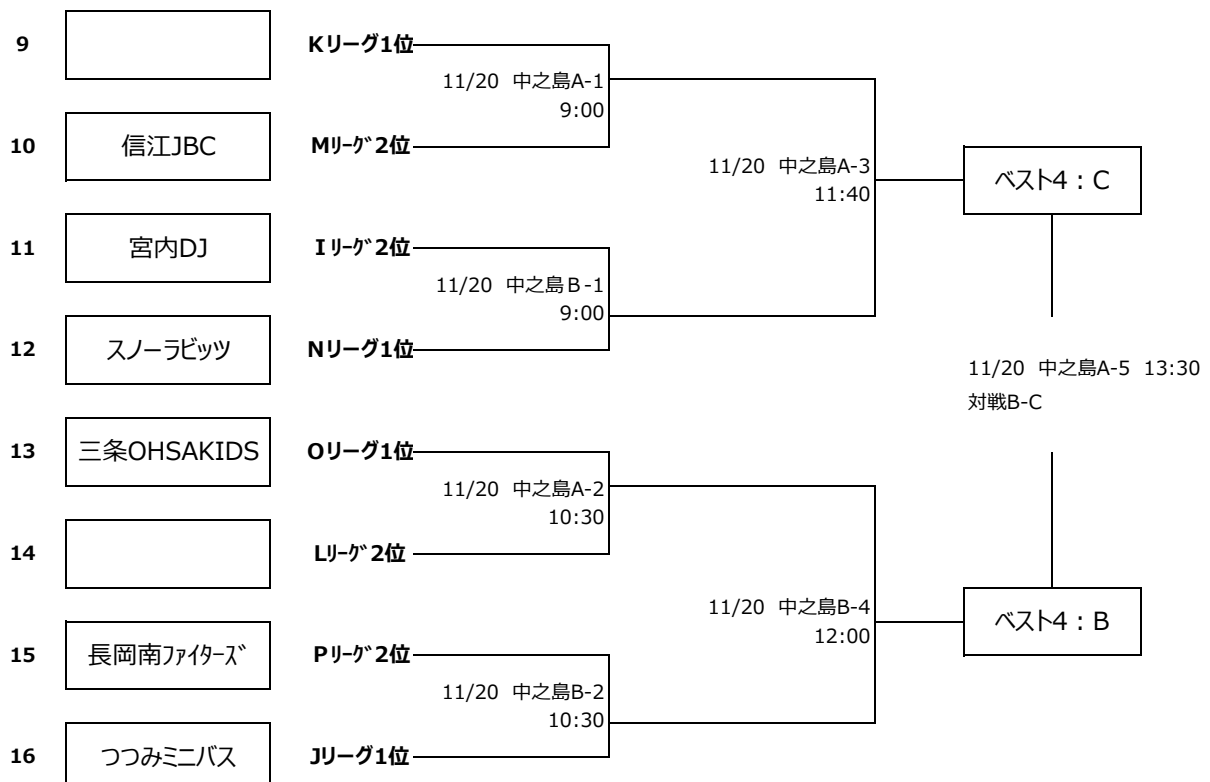 9 Kリーグ1位
11/20 中之島A-1
9:00
10 信江JBC Mﾘｰｸﾞ2位
11/20 中之島A-3
11:40
ベスト4：C
11 宮内DJ Iﾘｰｸﾞ2位
11/20 中之島B-1
9:00
12 スノーラビッツ Nリーグ1位
11/20 中之島A-5 13:30
対戦B-C
13 三条OHSAKIDS Oリーグ1位
11/20 中之島A-2
10:30
14 Lﾘｰｸﾞ2位
11/20 中之島B-4
12:00
ベスト4：B
15 長岡南ﾌｧｲﾀｰｽﾞ Pﾘｰｸﾞ2位
11/20 中之島B-2
10:30
16 つつみミニバス Jリーグ1位